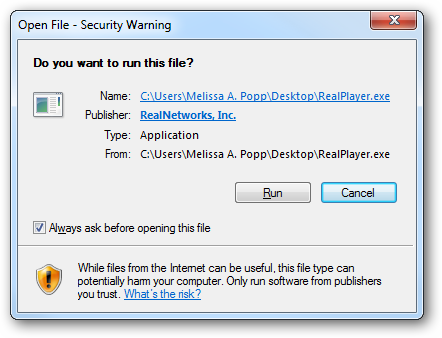 Open File - Security Warning
Do you want to run this file?
Name: C:\Users\Melissa A. Popp\Desktop\RealPlayer.exe
Publisher: RealNetworks, Inc.
Type: Application
From: C:\Users\Melissa A. Popp\Desktop\RealPlayer.exe
Run Cancel
Always ask before opening this file
While files from the Internet can be useful, this file type can
potentially harm your computer. Only run software from publishers
you trust. What's the risk?